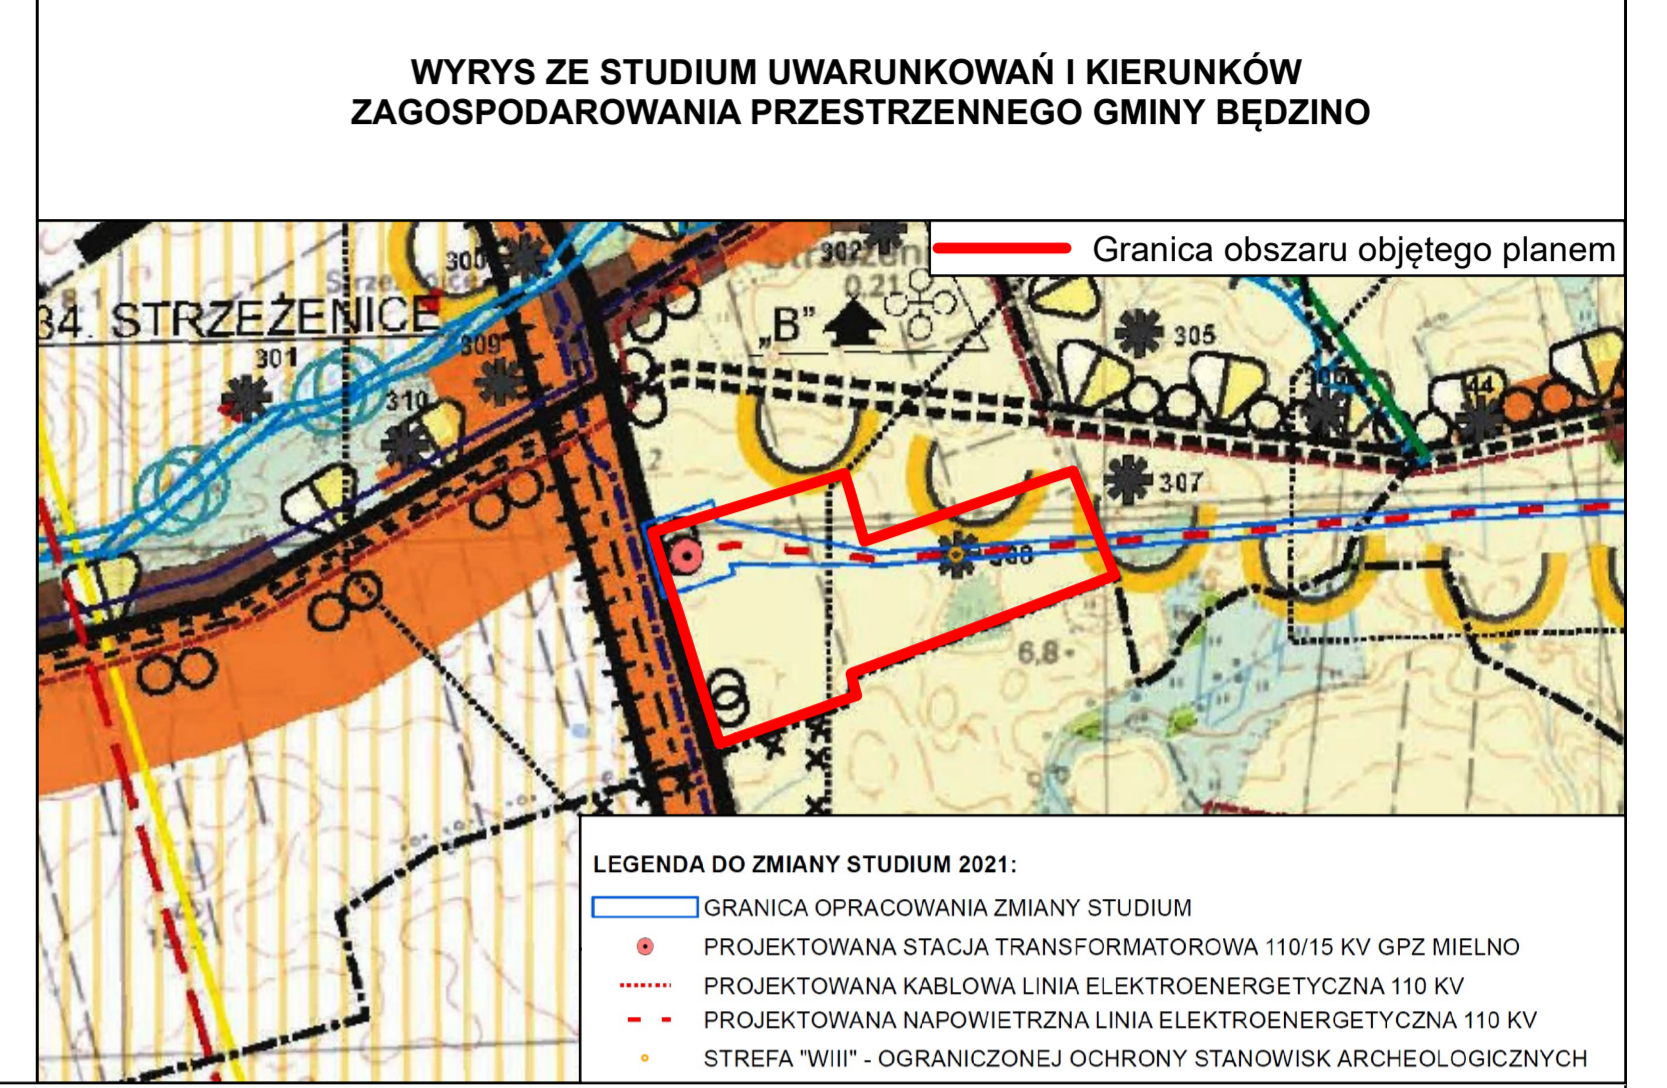 WYRYS ZE STUDIUM UWARUNKOWAŃ I KIERUNKÓW
ZAGOSPODAROWANIA PRZESTRZENNEGO GMINY BĘDZINO
Granica obszaru objętego planem
300
302
0.21
34. STRZEŻENICE
„B”
305
309
301
310
44
307
308
6,8
LEGENDA DO ZMIANY STUDIUM 2021:
GRANICA OPRACOWANIA ZMIANY STUDIUM
PROJEKTOWANA STACJA TRANSFORMATOROWA 110/15 KV GPZ MIELNO
PROJEKTOWANA KABLOWA LINIA ELEKTROENERGETYCZNA 110 KV
PROJEKTOWANA NAPOWIETRZNA LINIA ELEKTROENERGETYCZNA 110 KV
STREFA "WIII" - OGRANICZONEJ OCHRONY STANOWISK ARCHEOLOGICZNYCH